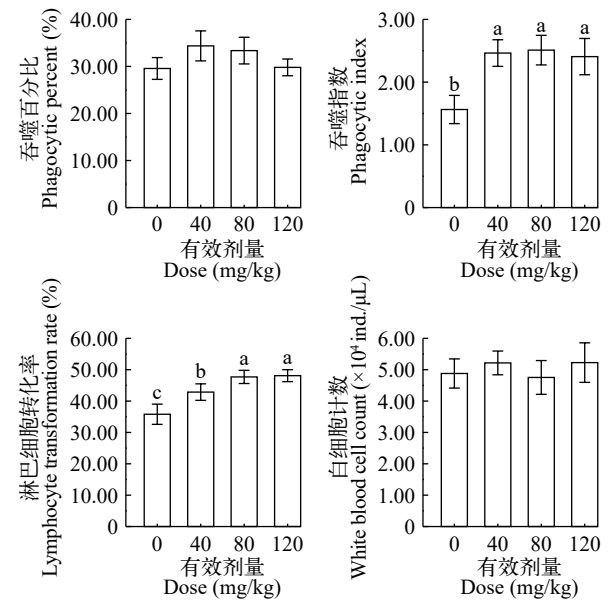 吞噬百分比
Phagocytic percent (%)
40.00
30.00
20.00
10.00
0
0 40 80 120
有效剂量
Dose (mg/kg)
吞噬指数
Phagocytic index
3.00
2.00
1.00
0
b a a a
0 40 80 120
有效剂量
Dose (mg/kg)
淋巴细胞转化率
Lymphocyte transformation rate (%)
60.00
50.00
40.00
30.00
20.00
10.00
0
c b a a
0 40 80 120
有效剂量
Dose (mg/kg)
白细胞计数
White blood cell count (×10⁴ ind./μL)
6.00
5.00
4.00
3.00
2.00
1.00
0
0 40 80 120
有效剂量
Dose (mg/kg)